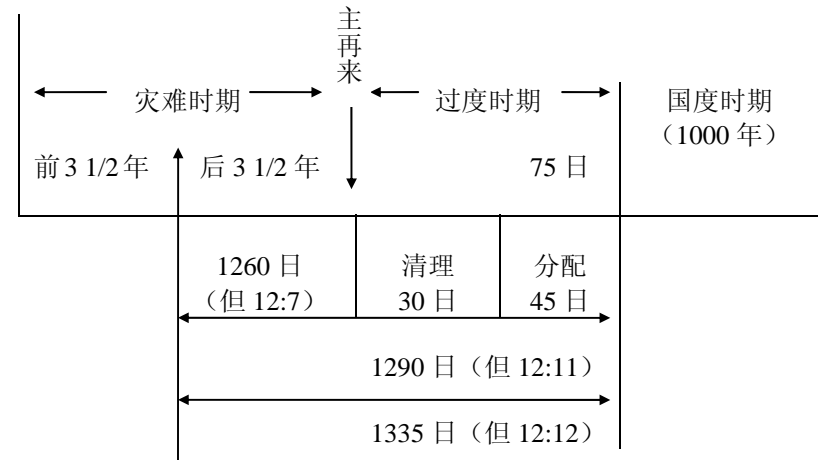 主再来
灾难时期
过度时期
国度时期
（1000 年）
前 3 1/2 年
后 3 1/2 年
75 日
1260 日
（但 12:7）
清理
30 日
分配
45 日
1290 日（但 12:11）
1335 日（但 12:12）